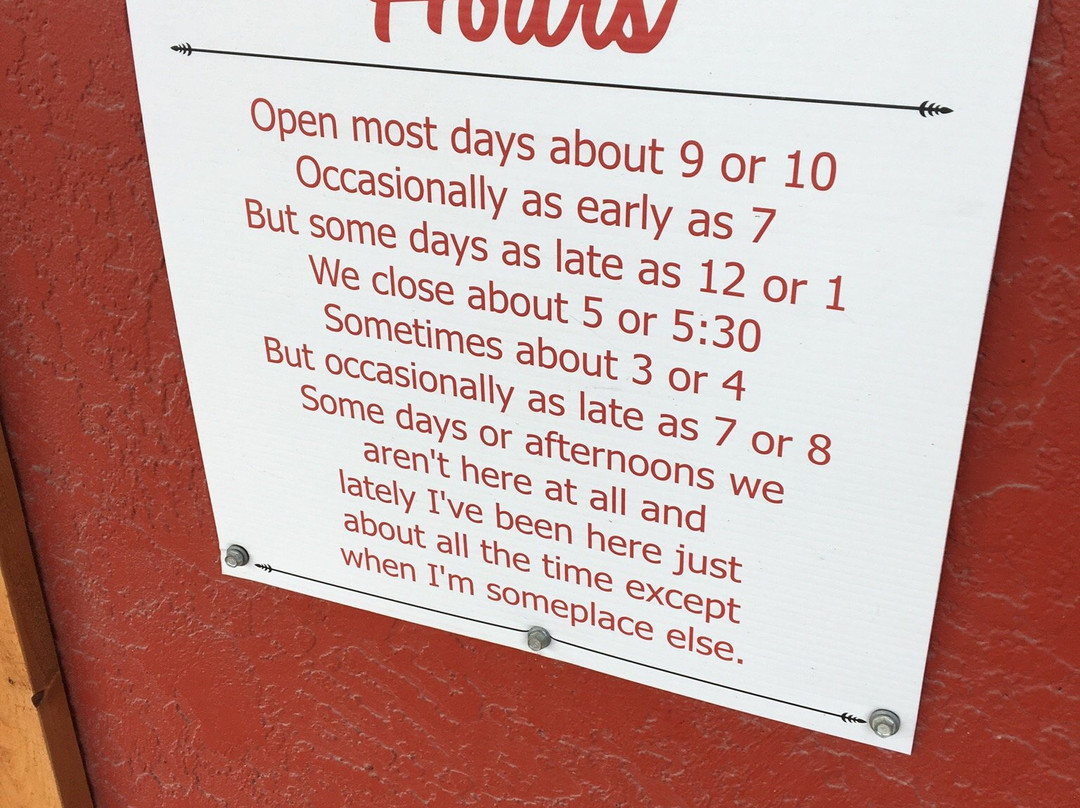 Hours
Open most days about 9 or 10
Occasionally as early as 7
But some days as late as 12 or 1
We close about 5 or 5:30
Sometimes about 3 or 4
But occasionally as late as 7 or 8
Some days or afternoons we
aren't here at all and
lately I've been here just
about all the time except
when I'm someplace else.